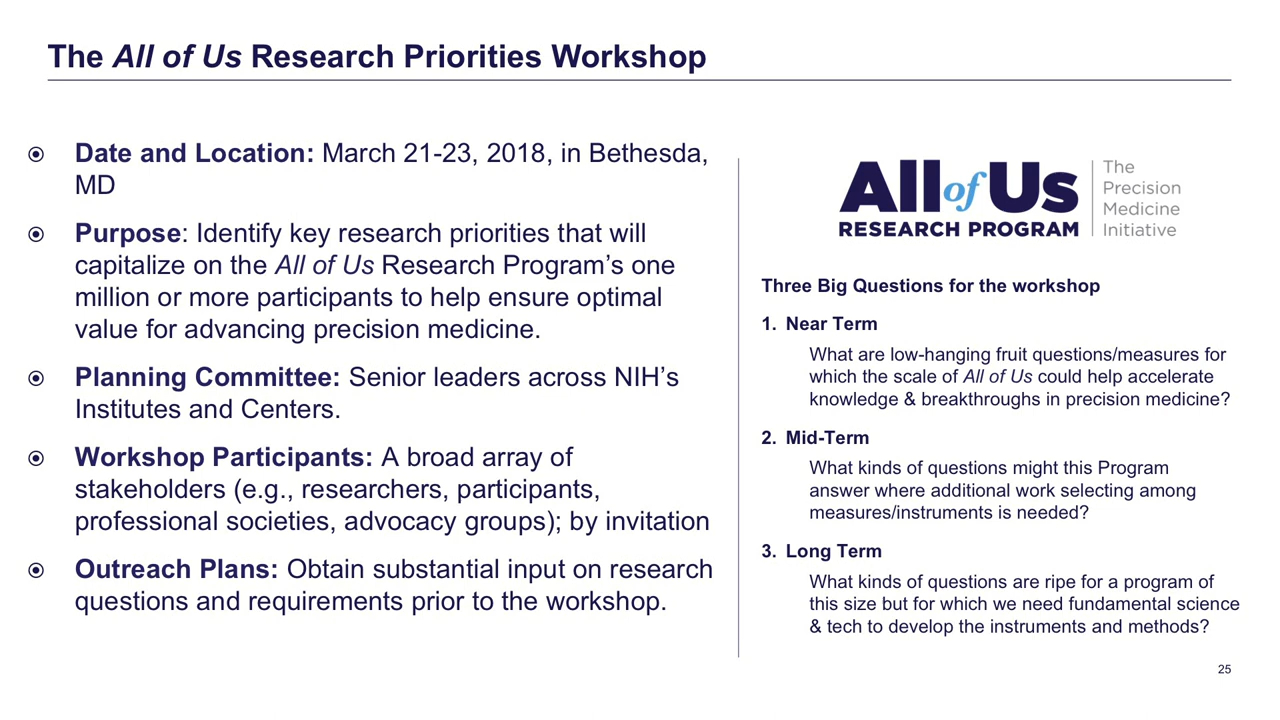 The All of Us Research Priorities Workshop
Date and Location: March 21-23, 2018, in Bethesda,
MD
Purpose: Identify key research priorities that will
capitalize on the All of Us Research Program’s one
million or more participants to help ensure optimal
value for advancing precision medicine.
Planning Committee: Senior leaders across NIH’s
Institutes and Centers.
Workshop Participants: A broad array of
stakeholders (e.g., researchers, participants,
professional societies, advocacy groups); by invitation
Outreach Plans: Obtain substantial input on research
questions and requirements prior to the workshop.
All of Us
RESEARCH PROGRAM
The
Precision
Medicine
Initiative
Three Big Questions for the workshop
1. Near Term
What are low-hanging fruit questions/measures for
which the scale of All of Us could help accelerate
knowledge & breakthroughs in precision medicine?
2. Mid-Term
What kinds of questions might this Program
answer where additional work selecting among
measures/instruments is needed?
3. Long Term
What kinds of questions are ripe for a program of
this size but for which we need fundamental science
& tech to develop the instruments and methods?
25